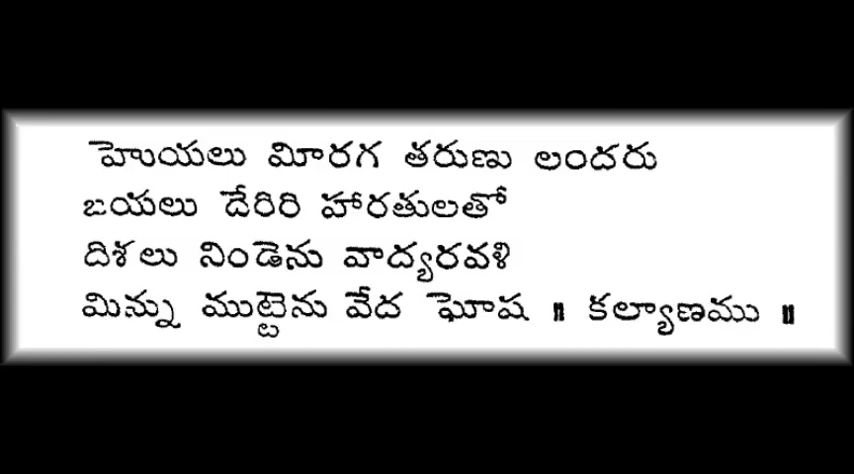 హొయలు మీరగ తరుణు లందరు
బయలు దేరిరి హారతులతో
దిశలు నిండెను వాద్యరవళి
మిన్ను ముట్టెను వేద ఘోష ॥ కల్యాణము ॥